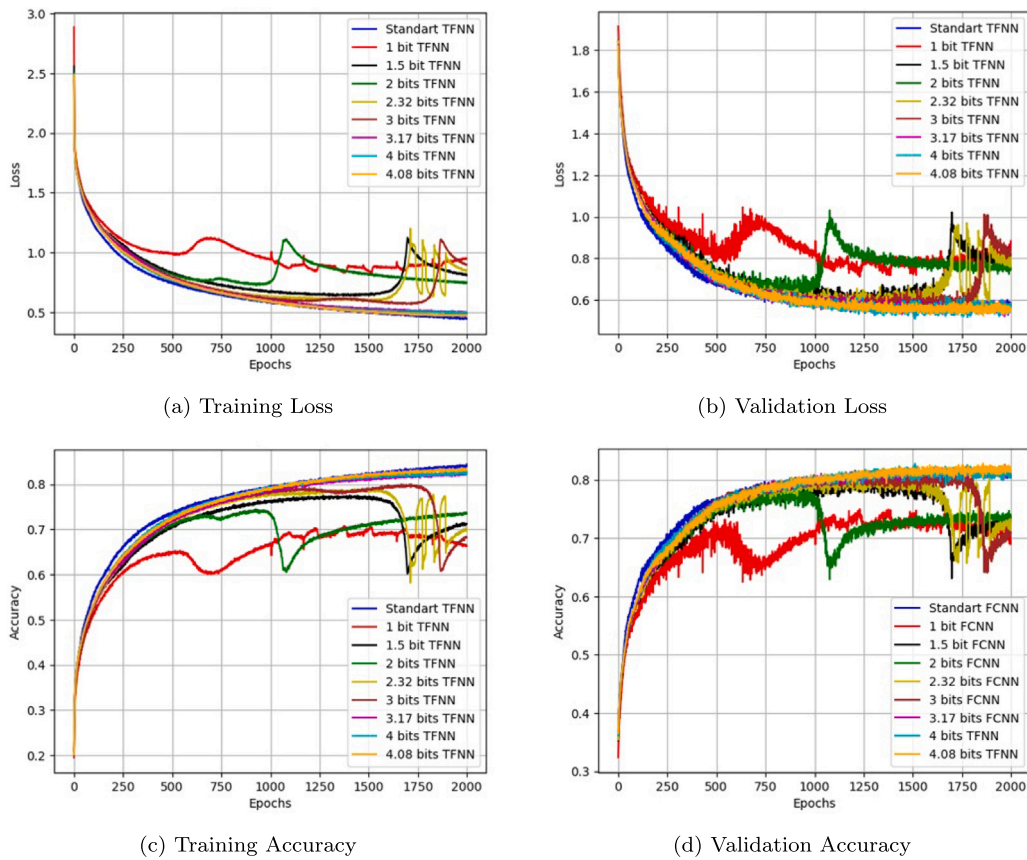 3.0
2.5
2.0
1.5
1.0
0.5
Loss
0 250 500 750 1000 1250 1500 1750 2000
Epochs
Standart TFNN
1 bit TFNN
1.5 bit TFNN
2 bits TFNN
2.32 bits TFNN
3 bits TFNN
3.17 bits TFNN
4 bits TFNN
4.08 bits TFNN
(a) Training Loss
1.8
1.6
1.4
1.2
1.0
0.8
0.6
Loss
0 250 500 750 1000 1250 1500 1750 2000
Epochs
Standart TFNN
1 bit TFNN
1.5 bit TFNN
2 bits TFNN
2.32 bits TFNN
3 bits TFNN
3.17 bits TFNN
4 bits TFNN
4.08 bits TFNN
(b) Validation Loss
0.8
0.7
0.6
0.5
0.4
0.3
0.2
Accuracy
0 250 500 750 1000 1250 1500 1750 2000
Epochs
Standart TFNN
1 bit TFNN
1.5 bit TFNN
2 bits TFNN
2.32 bits TFNN
3 bits TFNN
3.17 bits TFNN
4 bits TFNN
4.08 bits TFNN
(c) Training Accuracy
0.8
0.7
0.6
0.5
0.4
0.3
Accuracy
0 250 500 750 1000 1250 1500 1750 2000
Epochs
Standart FCNN
1 bit FCNN
1.5 bit FCNN
2 bits FCNN
2.32 bits FCNN
3 bits FCNN
3.17 bits FCNN
4 bits TFNN
4.08 bits TFNN
(d) Validation Accuracy